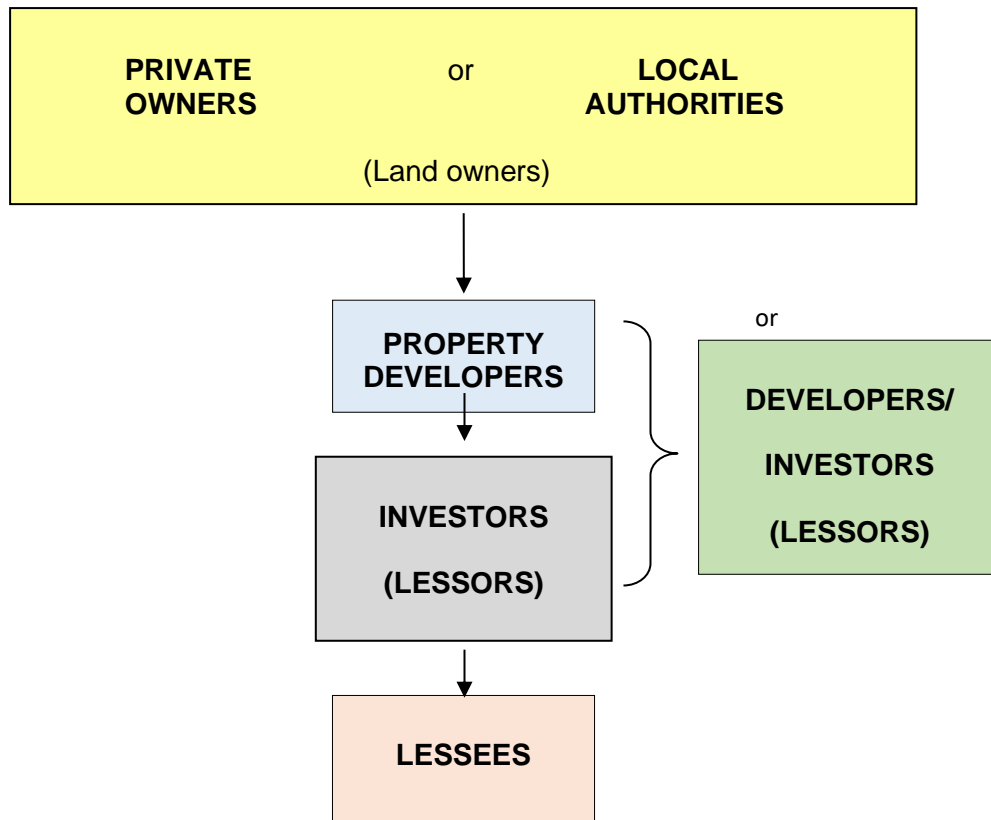 PRIVATE OWNERS or LOCAL AUTHORITIES
(Land owners)
or
PROPERTY
DEVELOPERS
INVESTORS
(LESSORS)
DEVELOPERS/
INVESTORS
(LESSORS)
LESSEES